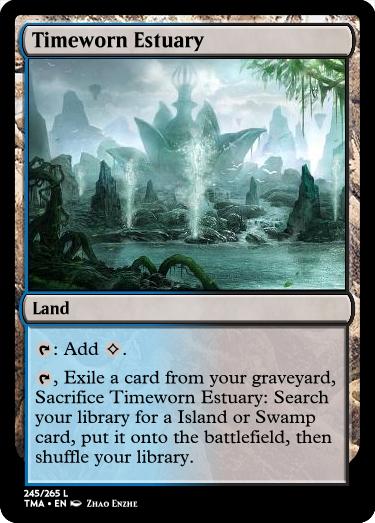 Timeworn Estuary
Land
: Add .
, Exile a card from your graveyard,
Sacrifice Timeworn Estuary: Search
your library for a Island or Swamp
card, put it onto the battlefield, then
shuffle your library.
245/265 L
TMA • EN Zhao Enzhe